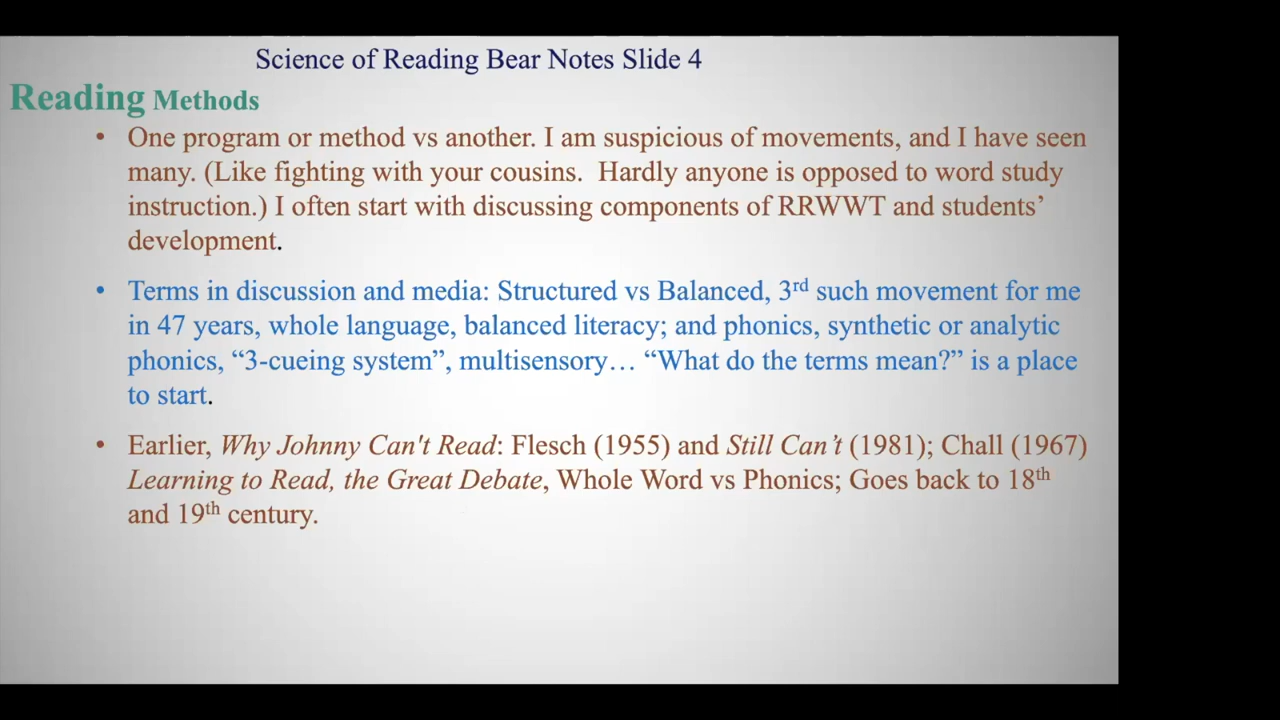 Science of Reading Bear Notes Slide 4
Reading Methods
• One program or method vs another. I am suspicious of movements, and I have seen
many. (Like fighting with your cousins.  Hardly anyone is opposed to word study
instruction.) I often start with discussing components of RRWWT and students’
development.
• Terms in discussion and media: Structured vs Balanced, 3rd such movement for me
in 47 years, whole language, balanced literacy; and phonics, synthetic or analytic
phonics, “3-cueing system”, multisensory… “What do the terms mean?” is a place
to start.
• Earlier, Why Johnny Can't Read: Flesch (1955) and Still Can’t (1981); Chall (1967)
Learning to Read, the Great Debate, Whole Word vs Phonics; Goes back to 18th
and 19th century.